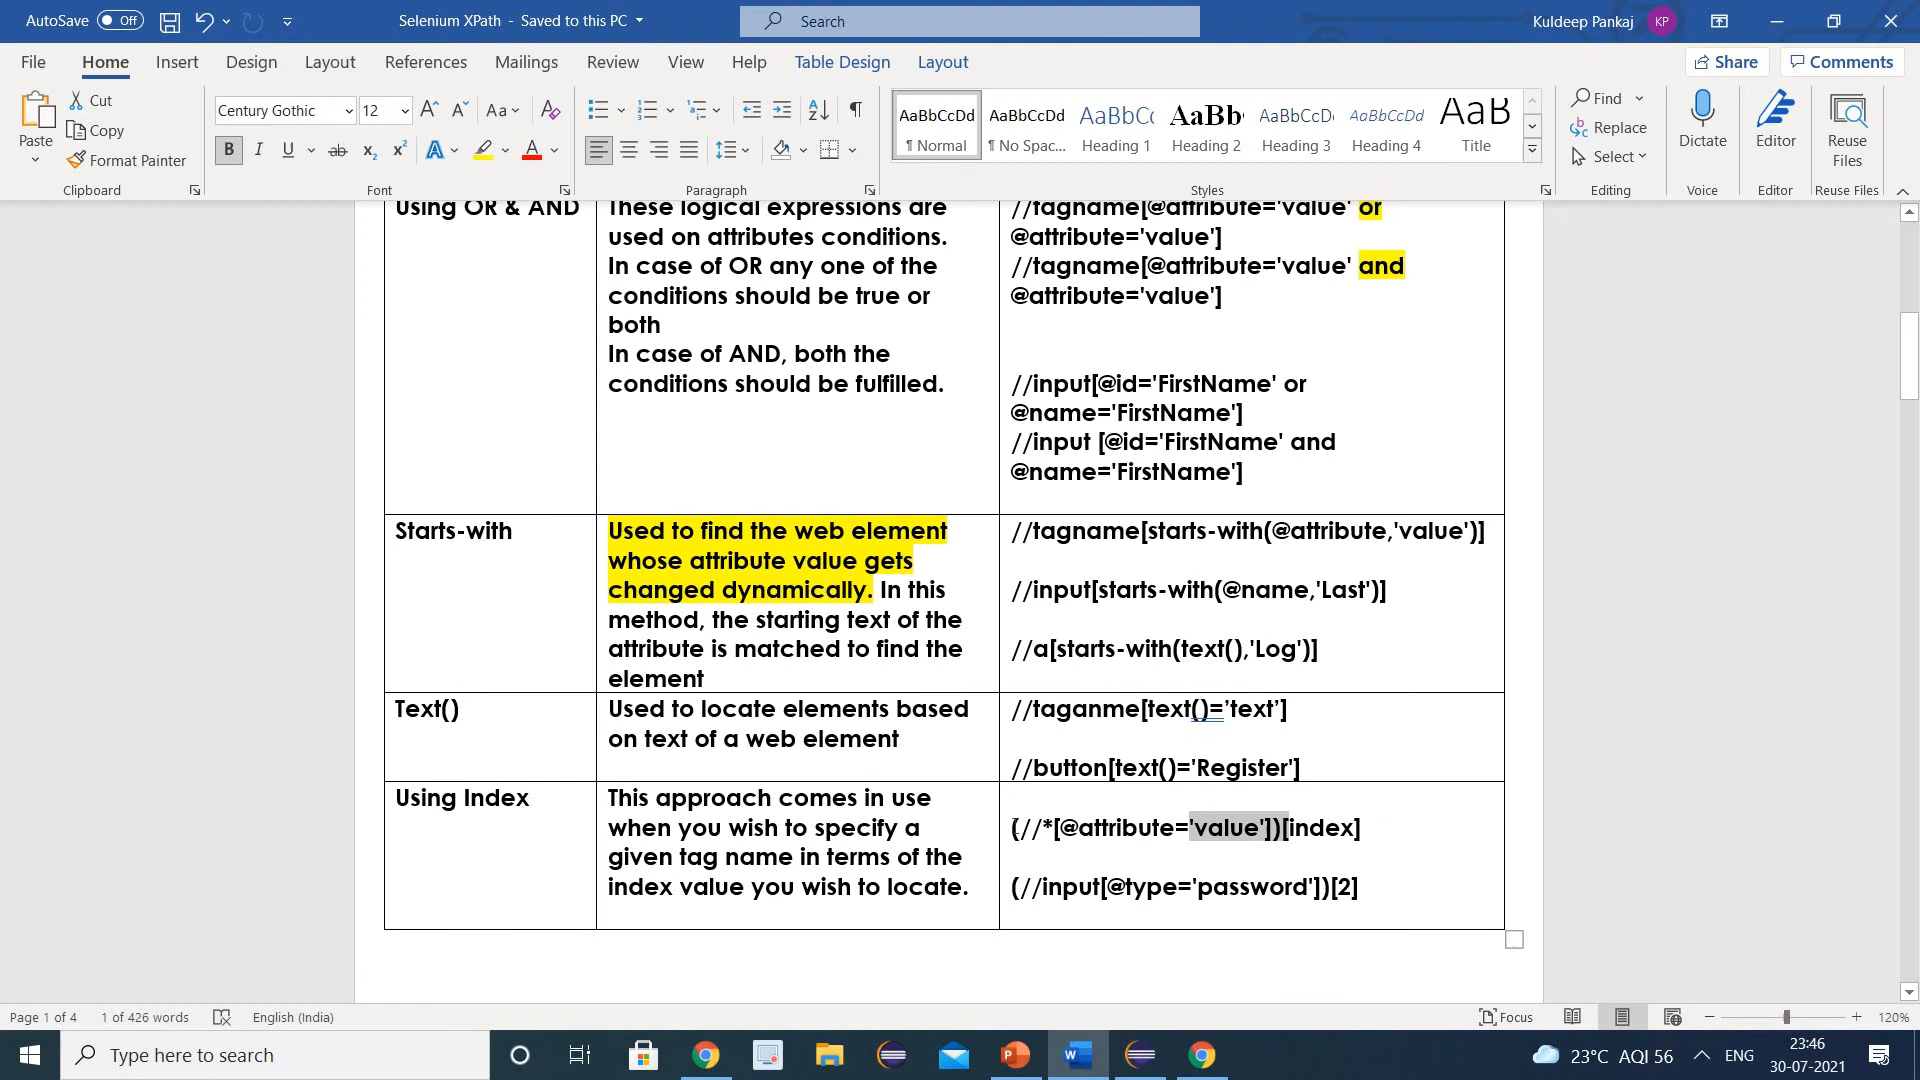 AutoSave Off
Selenium XPath - Saved to this PC
Search
Kuldeep Pankaj KP
File Home Insert Design Layout References Mailings Review View Help Table Design Layout
Share Comments
Paste
Cut
Copy
Format Painter
Clipboard
Century Gothic 12
Font
Paragraph
AaBbCcDd ¶ Normal
AaBbCcDd ¶ No Spac...
AaBbCc Heading 1
AaBb Heading 2
AaBbCcD Heading 3
AaBbCcDd Heading 4
AaB Title
Styles
Find
Replace
Select
Editing
Dictate
Voice
Editor
Editor
Reuse Files
Reuse Files
Using OR & AND
These logical expressions are
used on attributes conditions.
In case of OR any one of the
conditions should be true or
both
In case of AND, both the
conditions should be fulfilled.
//tagname[@attribute='value' or
@attribute='value']
//tagname[@attribute='value' and
@attribute='value']
//input[@id='FirstName' or
@name='FirstName']
//input [@id='FirstName' and
@name='FirstName']
Starts-with
Used to find the web element
whose attribute value gets
changed dynamically. In this
method, the starting text of the
attribute is matched to find the
element
//tagname[starts-with(@attribute,'value')]
//input[starts-with(@name,'Last')]
//a[starts-with(text(),'Log')]
Text()
Used to locate elements based
on text of a web element
//taganme[text()=’text’]
//button[text()='Register']
Using Index
This approach comes in use
when you wish to specify a
given tag name in terms of the
index value you wish to locate.
(//*[@attribute='value'])[index]
(//input[@type='password'])[2]
Page 1 of 4 1 of 426 words English (India)
Focus 120%
Type here to search
23°C AQI 56 ENG
23:46
30-07-2021